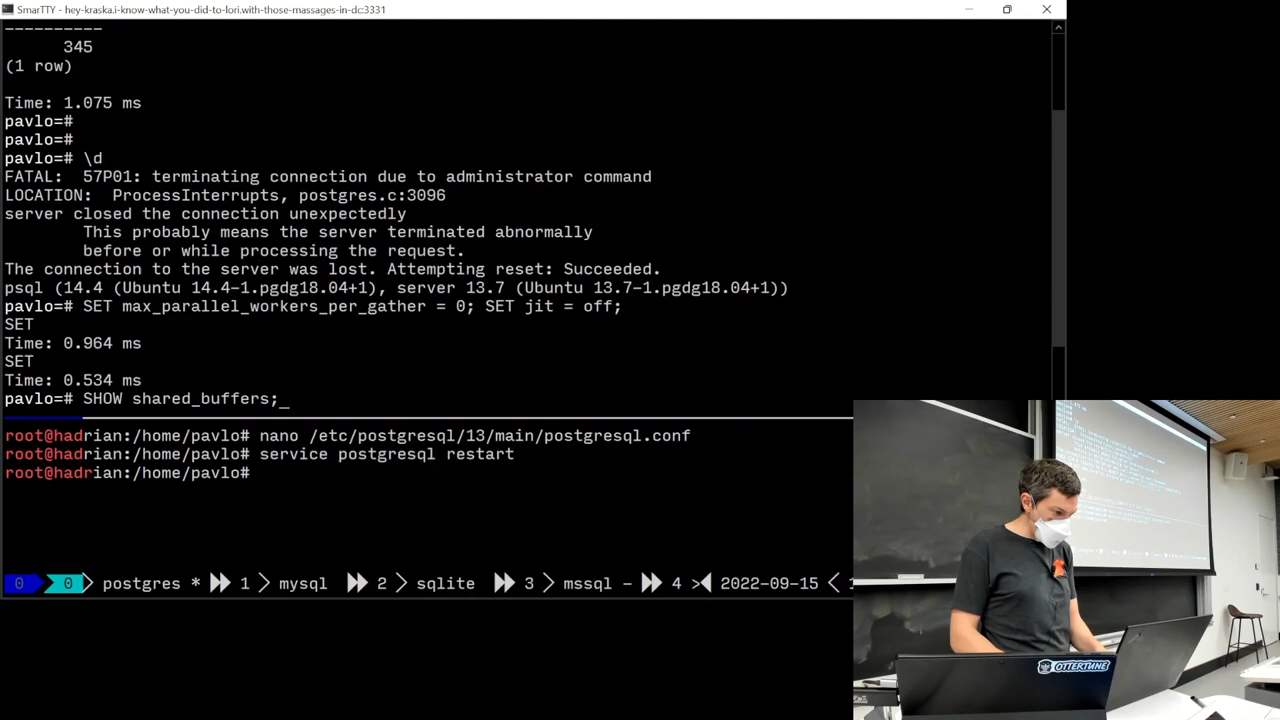 SmarTTY - hey-kraska.i-know-what-you-did-to-lori.with-those-massages-in-dc:3331
----------
345
(1 row)
Time: 1.075 ms
pavlo=#
pavlo=#
pavlo=# \d
FATAL:  57P01: terminating connection due to administrator command
LOCATION:  ProcessInterrupts, postgres.c:3096
server closed the connection unexpectedly
This probably means the server terminated abnormally
before or while processing the request.
The connection to the server was lost. Attempting reset: Succeeded.
psql (14.4 (Ubuntu 14.4-1.pgdg18.04+1), server 13.7 (Ubuntu 13.7-1.pgdg18.04+1))
pavlo=# SET max_parallel_workers_per_gather = 0; SET jit = off;
SET
Time: 0.964 ms
SET
Time: 0.534 ms
pavlo=# SHOW shared_buffers;_
root@hadrian:/home/pavlo# nano /etc/postgresql/13/main/postgresql.conf
root@hadrian:/home/pavlo# service postgresql restart
root@hadrian:/home/pavlo#
0 0 postgres * 1 mysql 2 sqlite 3 mssql - 4 2022-09-15
OTTERTUNE